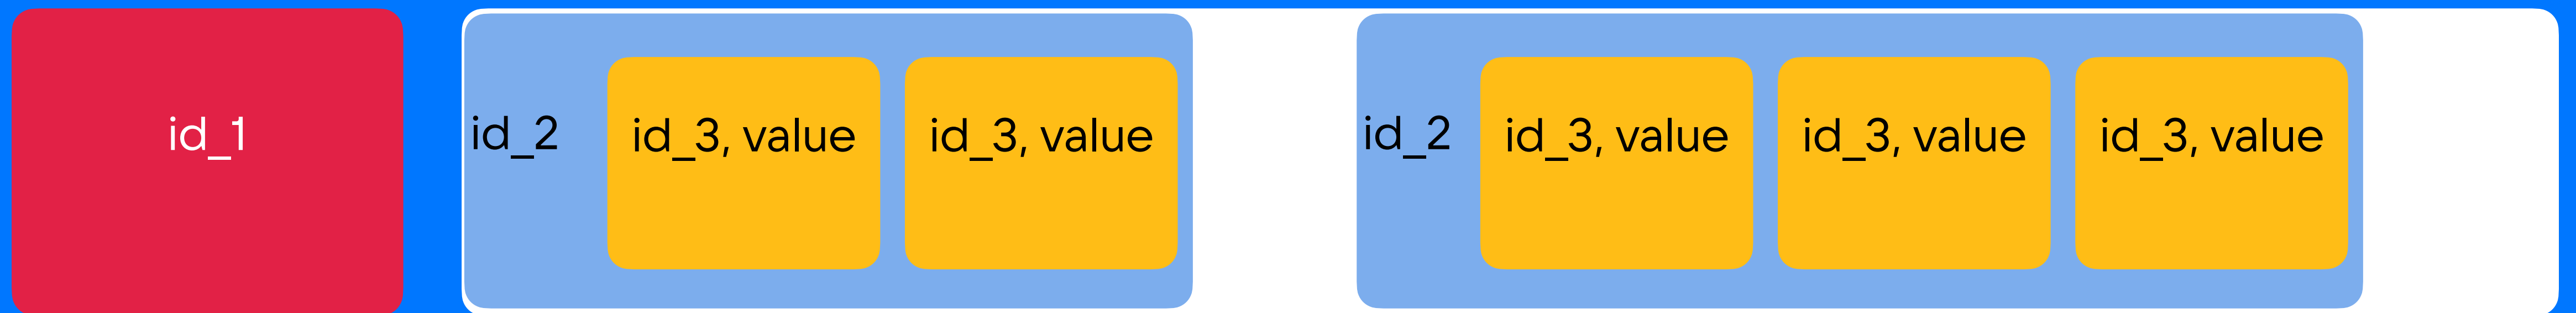 id_1
id_2
id_3, value
id_3, value
id_2
id_3, value
id_3, value
id_3, value